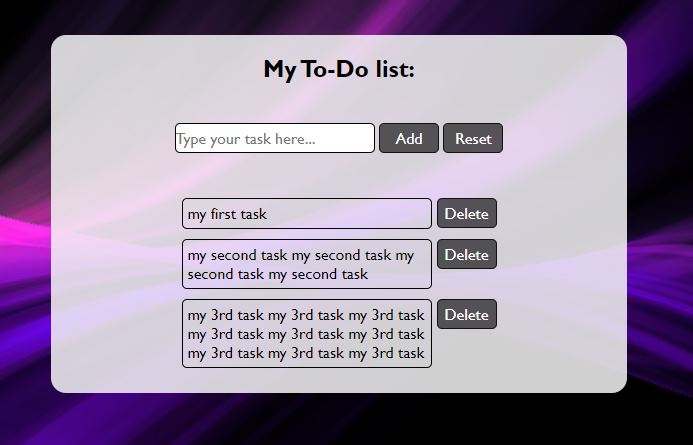 My To-Do list:
Type your task here...
Add
Reset
my first task
Delete
my second task my second task my
second task my second task
Delete
my 3rd task my 3rd task my 3rd task
my 3rd task my 3rd task my 3rd task
my 3rd task my 3rd task my 3rd task
Delete